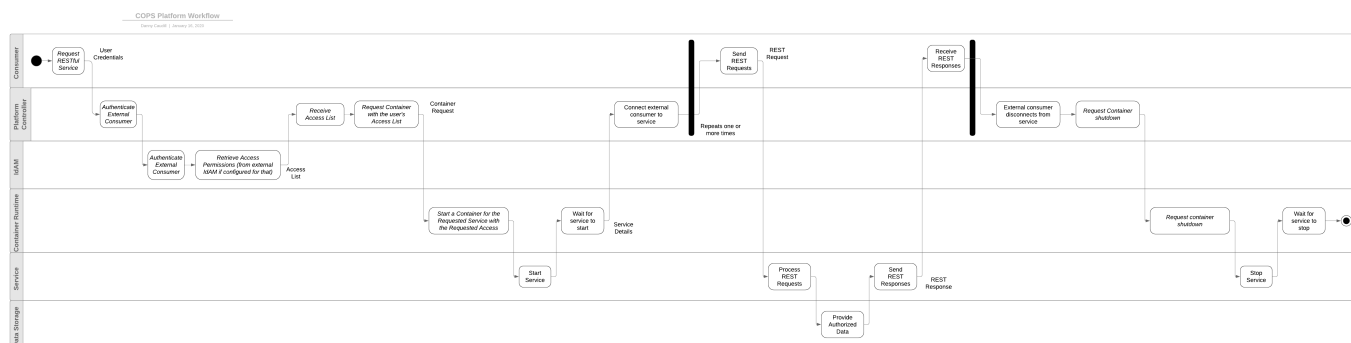 COPS Platform Workflow
Consumer
Request
RESTful
Service
User
Credentials
Send
REST
Requests
REST
Request
Receive
REST
Responses
Platform
Controller
Authenticate
External
Consumer
Receive
Access List
Request Container
with the user's
Access List
Container
Request
Connect external
consumer to
service
Repeats one or
more times
External consumer
disconnects from
service
Request Container
shutdown
IdAM
Authenticate
External
Consumer
Retrieve Access
Permissions (from external
IdAM if configured for that)
Access
List
Container Runtime
Start a Container for the
Requested Service with
the Requested Access
Wait for
service to
start
Service
Details
Request container
shutdown
Wait for
service to
stop
Service
Start
Service
Process
REST
Requests
Send
REST
Responses
REST
Response
Stop
Service
ata Storage
Provide
Authorized
Data